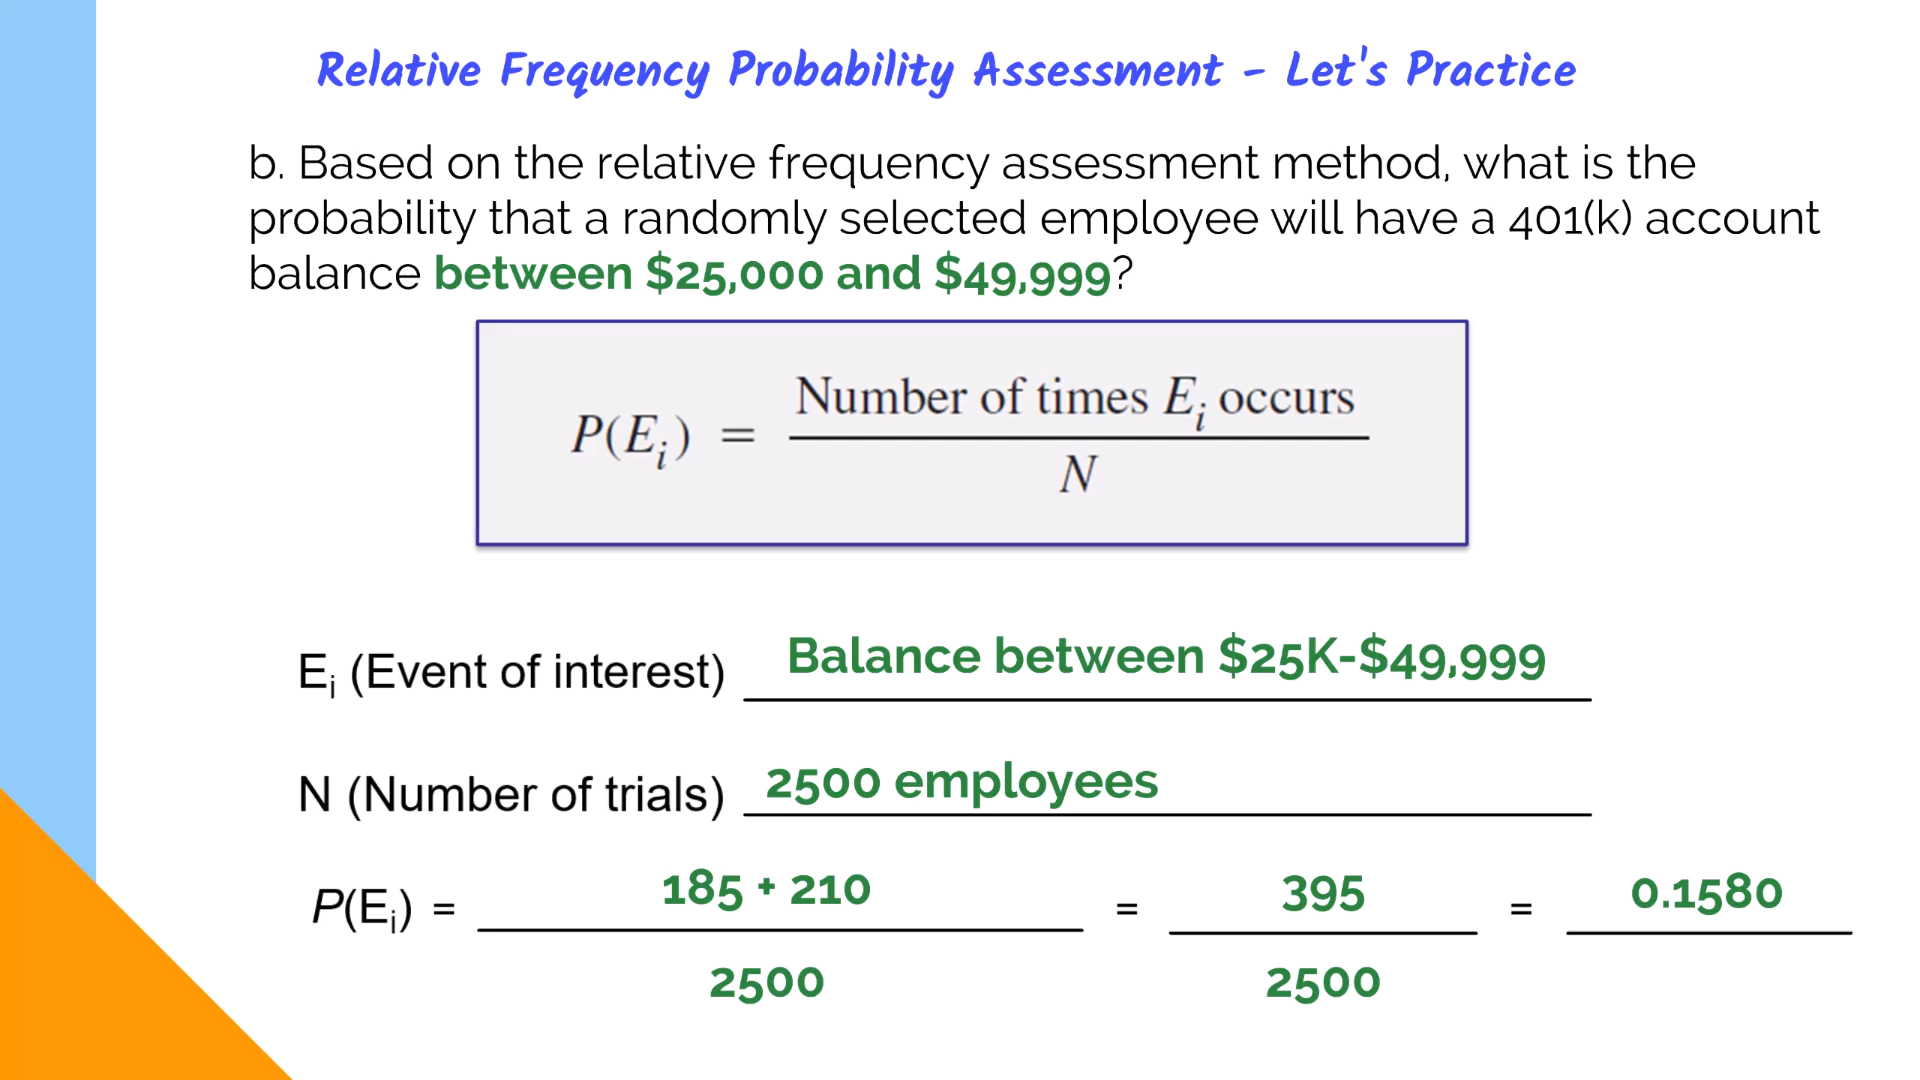 Relative Frequency Probability Assessment - Let's Practice
b. Based on the relative frequency assessment method, what is the
probability that a randomly selected employee will have a 401(k) account
balance between $25,000 and $49,999?
P(Ei) = Number of times Ei occurs
N
Ei (Event of interest) Balance between $25K-$49,999
N (Number of trials) 2500 employees
P(Ei) = 185 + 210 = 395 = 0.1580
2500 2500